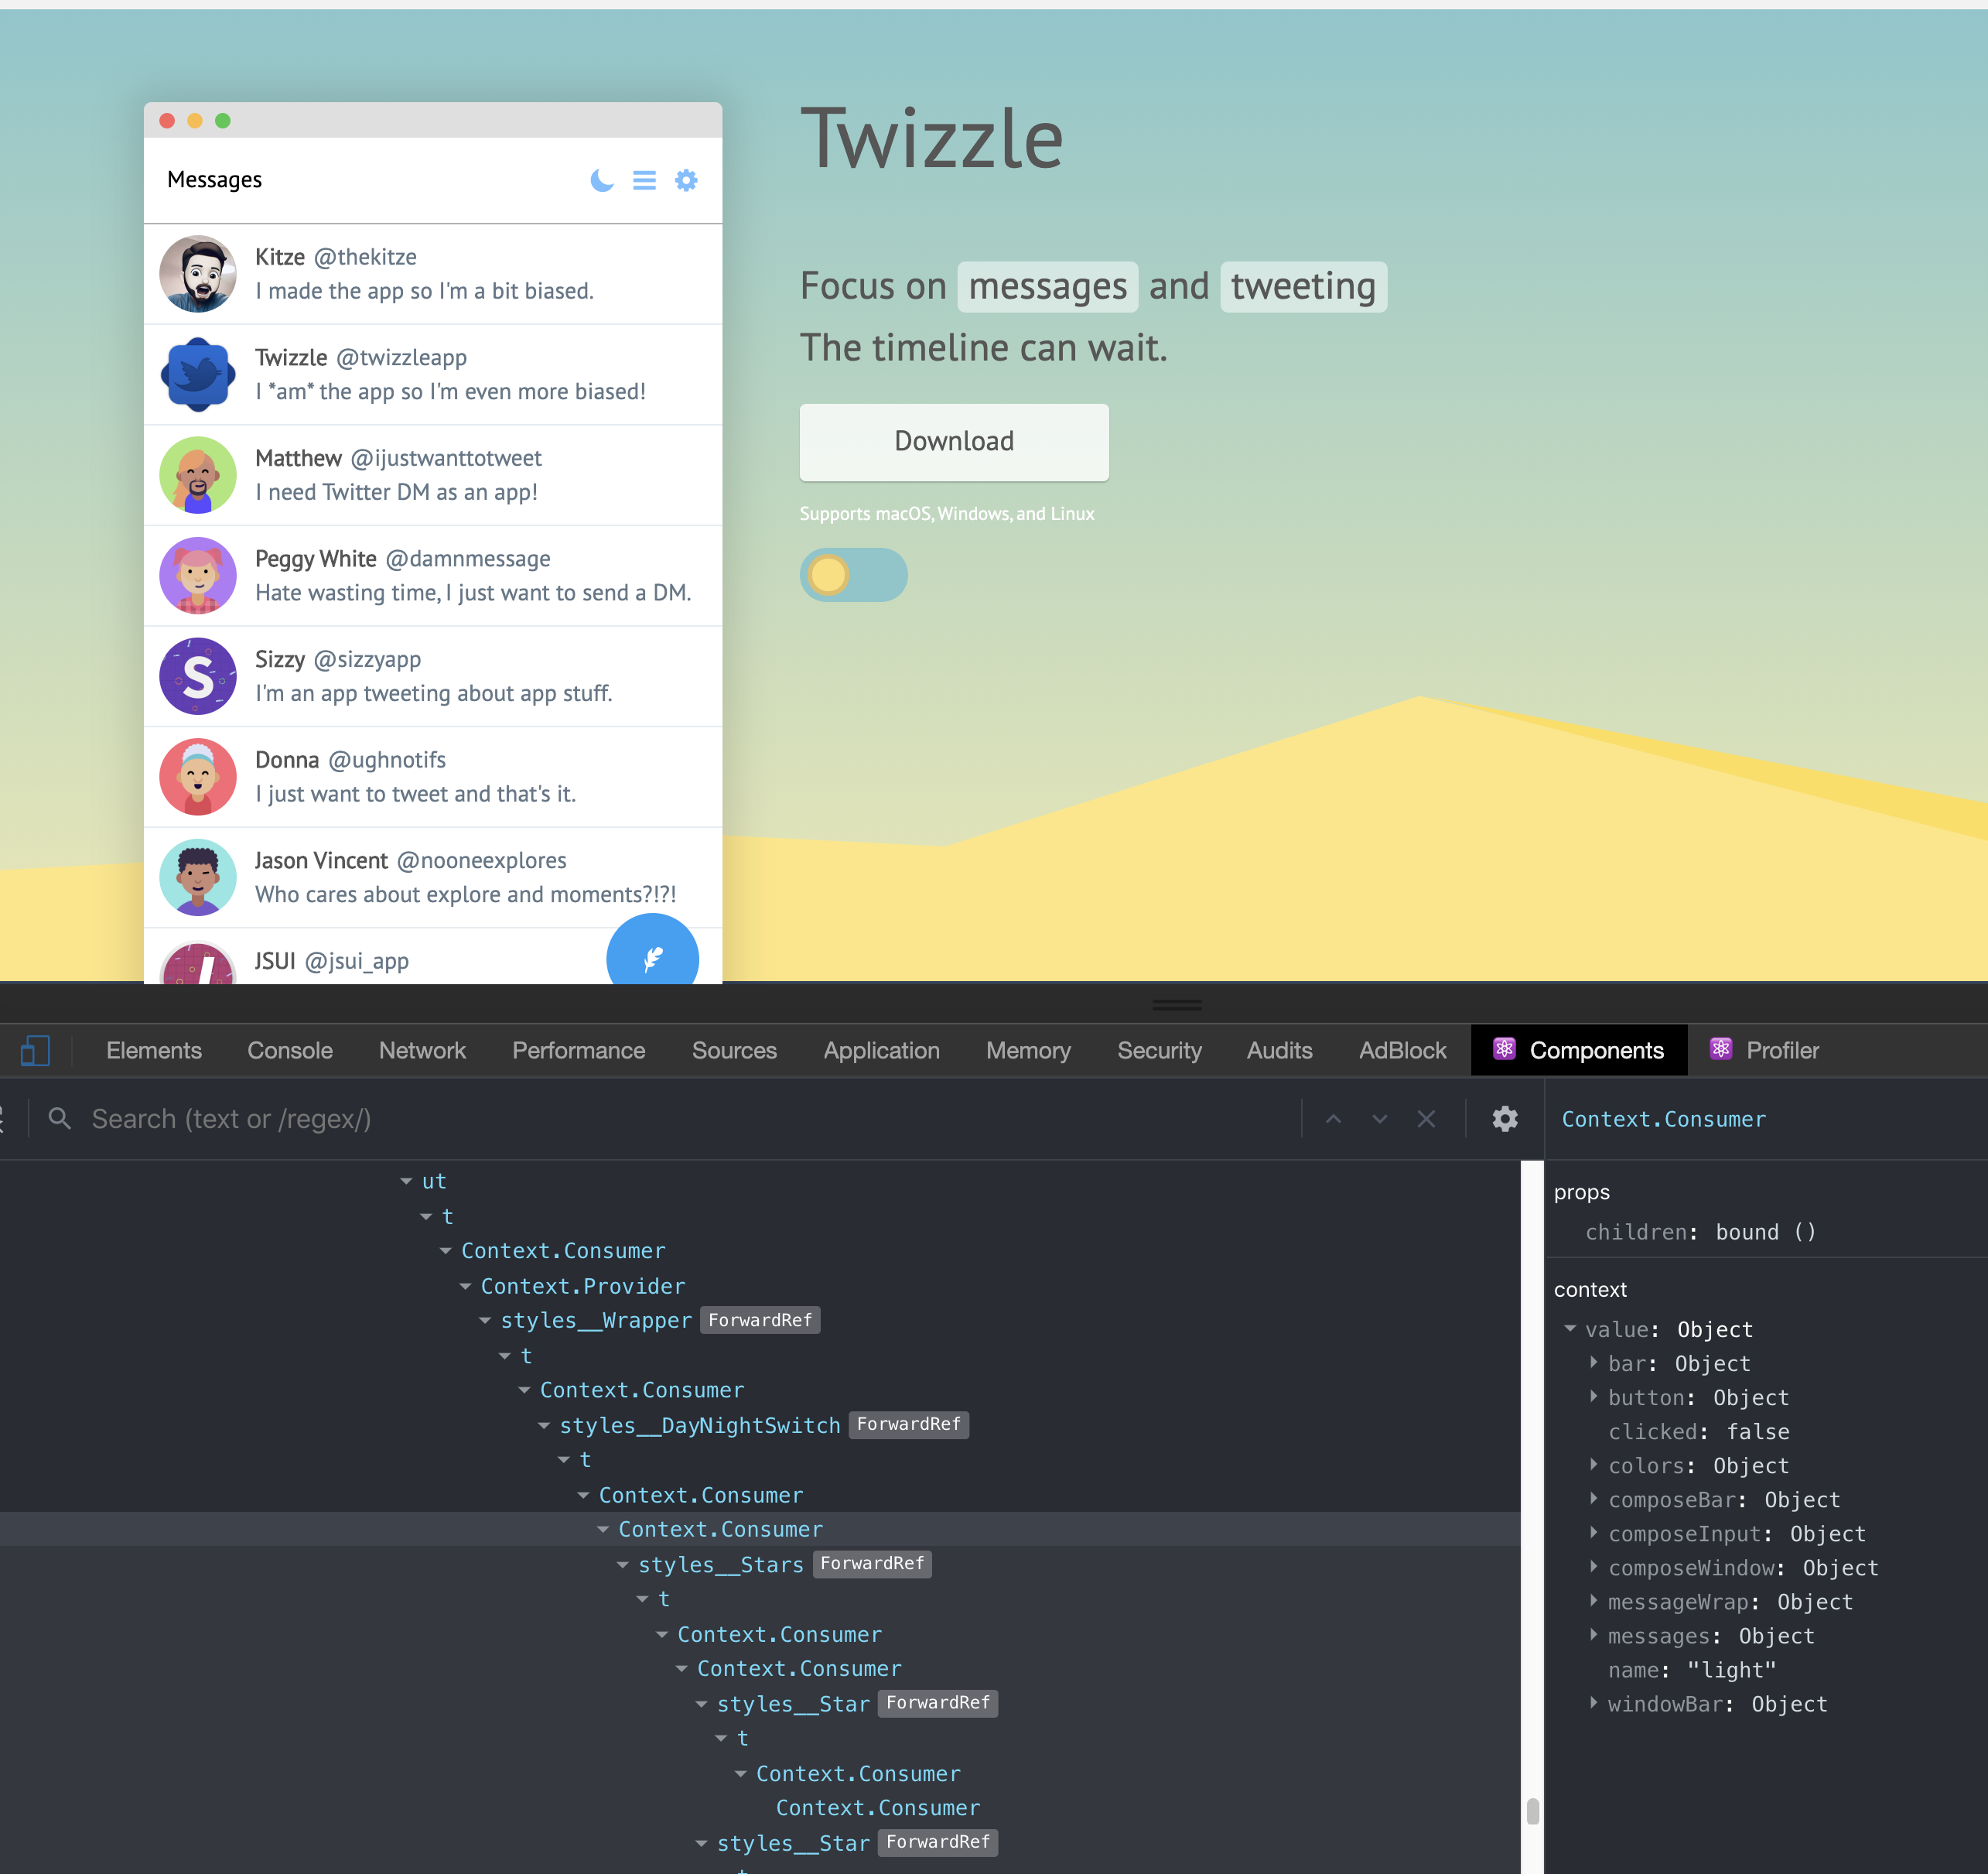 Messages
Kitze @thekitze
I made the app so I'm a bit biased.
Twizzle @twizzleapp
I *am* the app so I'm even more biased!
Matthew @ijustwanttotweet
I need Twitter DM as an app!
Peggy White @damnmessage
Hate wasting time, I just want to send a DM.
S
Sizzy @sizzyapp
I'm an app tweeting about app stuff.
Donna @ughnotifs
I just want to tweet and that's it.
Jason Vincent @nooneexplores
Who cares about explore and moments?!?!
JSUI @jsui_app
Twizzle
Focus on messages and tweeting
The timeline can wait.
Download
Supports macOS, Windows, and Linux
Elements Console Network Performance Sources Application Memory Security Audits AdBlock Components Profiler
Search (text or /regex/)
ut
t
Context.Consumer
Context.Provider
styles__Wrapper ForwardRef
t
Context.Consumer
styles__DayNightSwitch ForwardRef
t
Context.Consumer
Context.Consumer
styles__Stars ForwardRef
t
Context.Consumer
Context.Consumer
styles__Star ForwardRef
t
Context.Consumer
Context.Consumer
styles__Star ForwardRef
Context.Consumer
props
children: bound ()
context
value: Object
bar: Object
button: Object
clicked: false
colors: Object
composeBar: Object
composeInput: Object
composeWindow: Object
messageWrap: Object
messages: Object
name: "light"
windowBar: Object